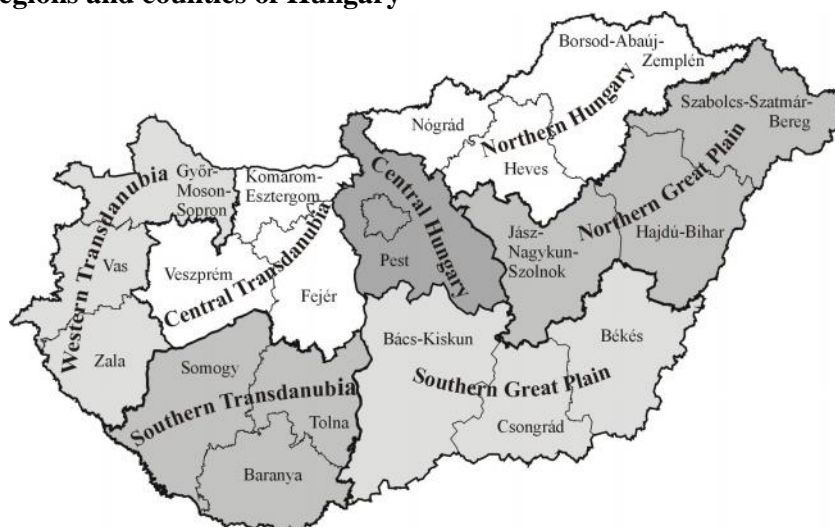 egions and counties of Hungary
Borsod-Abaúj-
Zemplén
Nógrád
Northern Hungary
Heves
Szabolcs-Szatmár-
Bereg
Northern Great Plain
Hajdú-Bihar
Jász-
Nagykun-
Szolnok
Central Hungary
Pest
Győr-
Moson-
Sopron
Western Transdanubia
Vas
Zala
Komárom-
Esztergom
Central Transdanubia
Veszprém
Fejér
Somogy
Southern Transdanubia
Tolna
Baranya
Bács-Kiskun
Southern Great Plain
Békés
Csongrád